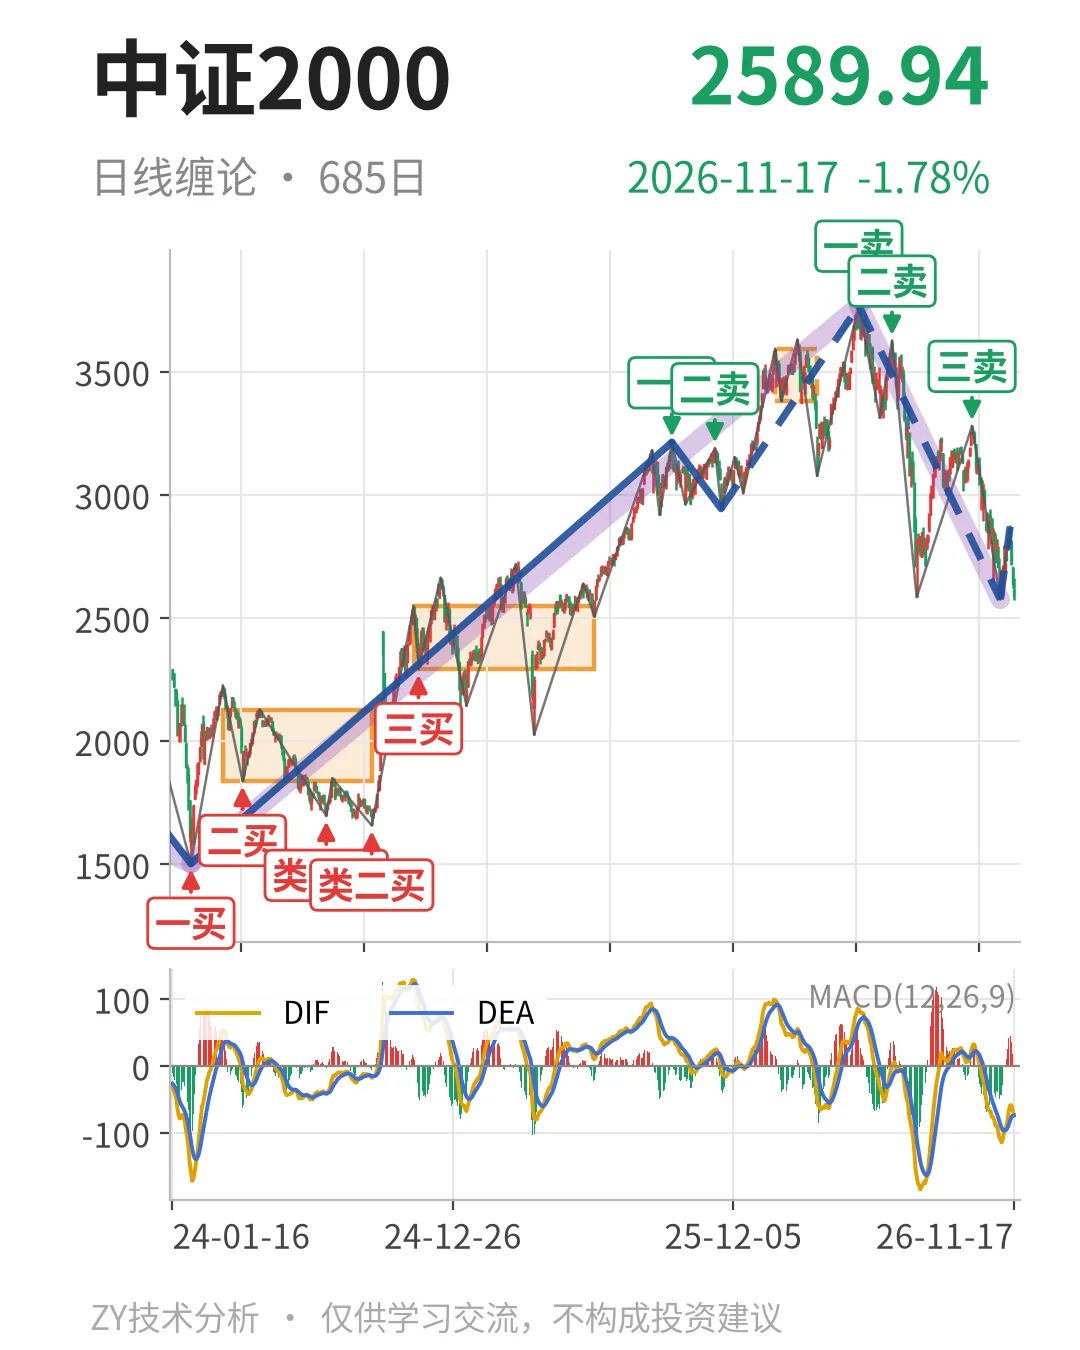 中证2000 2589.94
日线缠论 · 685日 2026-11-17 -1.78%
一卖
二卖
三卖
一
二卖
3500
3000
2500
2000
1500
三买
二买
类
类二买
一买
DIF DEA MACD(12,26,9)
100
0
-100
24-01-16 24-12-26 25-12-05 26-11-17
ZY技术分析 · 仅供学习交流，不构成投资建议